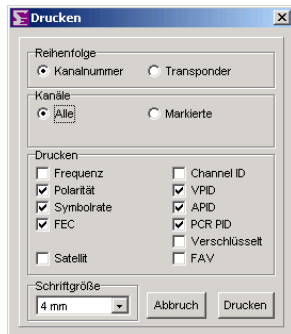 Drucken
Reihenfolge
Kanalnummer Transponder
Kanäle
Alle Markierte
Drucken
Frequenz Channel ID
Polarität VPID
Symbolrate APID
FEC PCR PID
Verschlüsselt
Satellit FAV
Schriftgröße
4 mm Abbruch Drucken